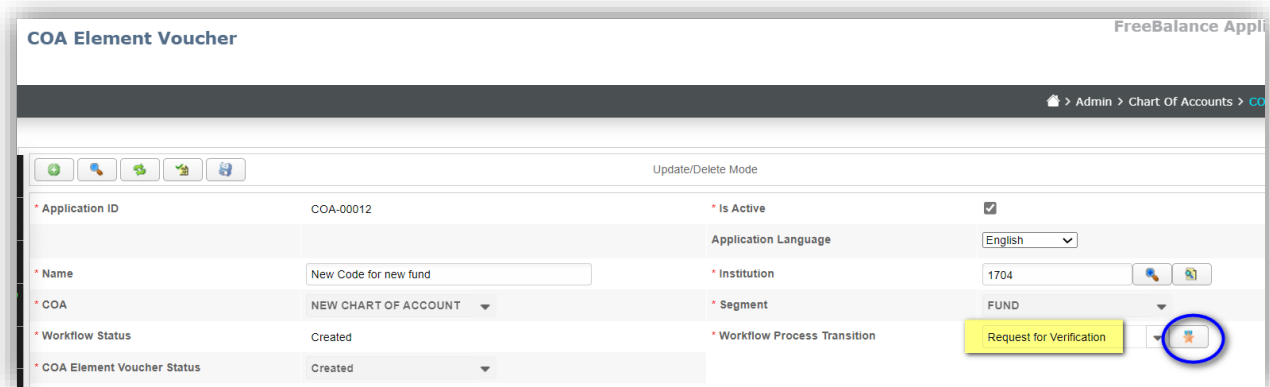 FreeBalance Appli
COA Element Voucher
> Admin > Chart Of Accounts > CO
Update/Delete Mode
* Application ID COA-00012 * Is Active
Application Language English
* Name New Code for new fund * Institution 1704
* COA NEW CHART OF ACCOUNT * Segment FUND
* Workflow Status Created * Workflow Process Transition Request for Verification
* COA Element Voucher Status Created